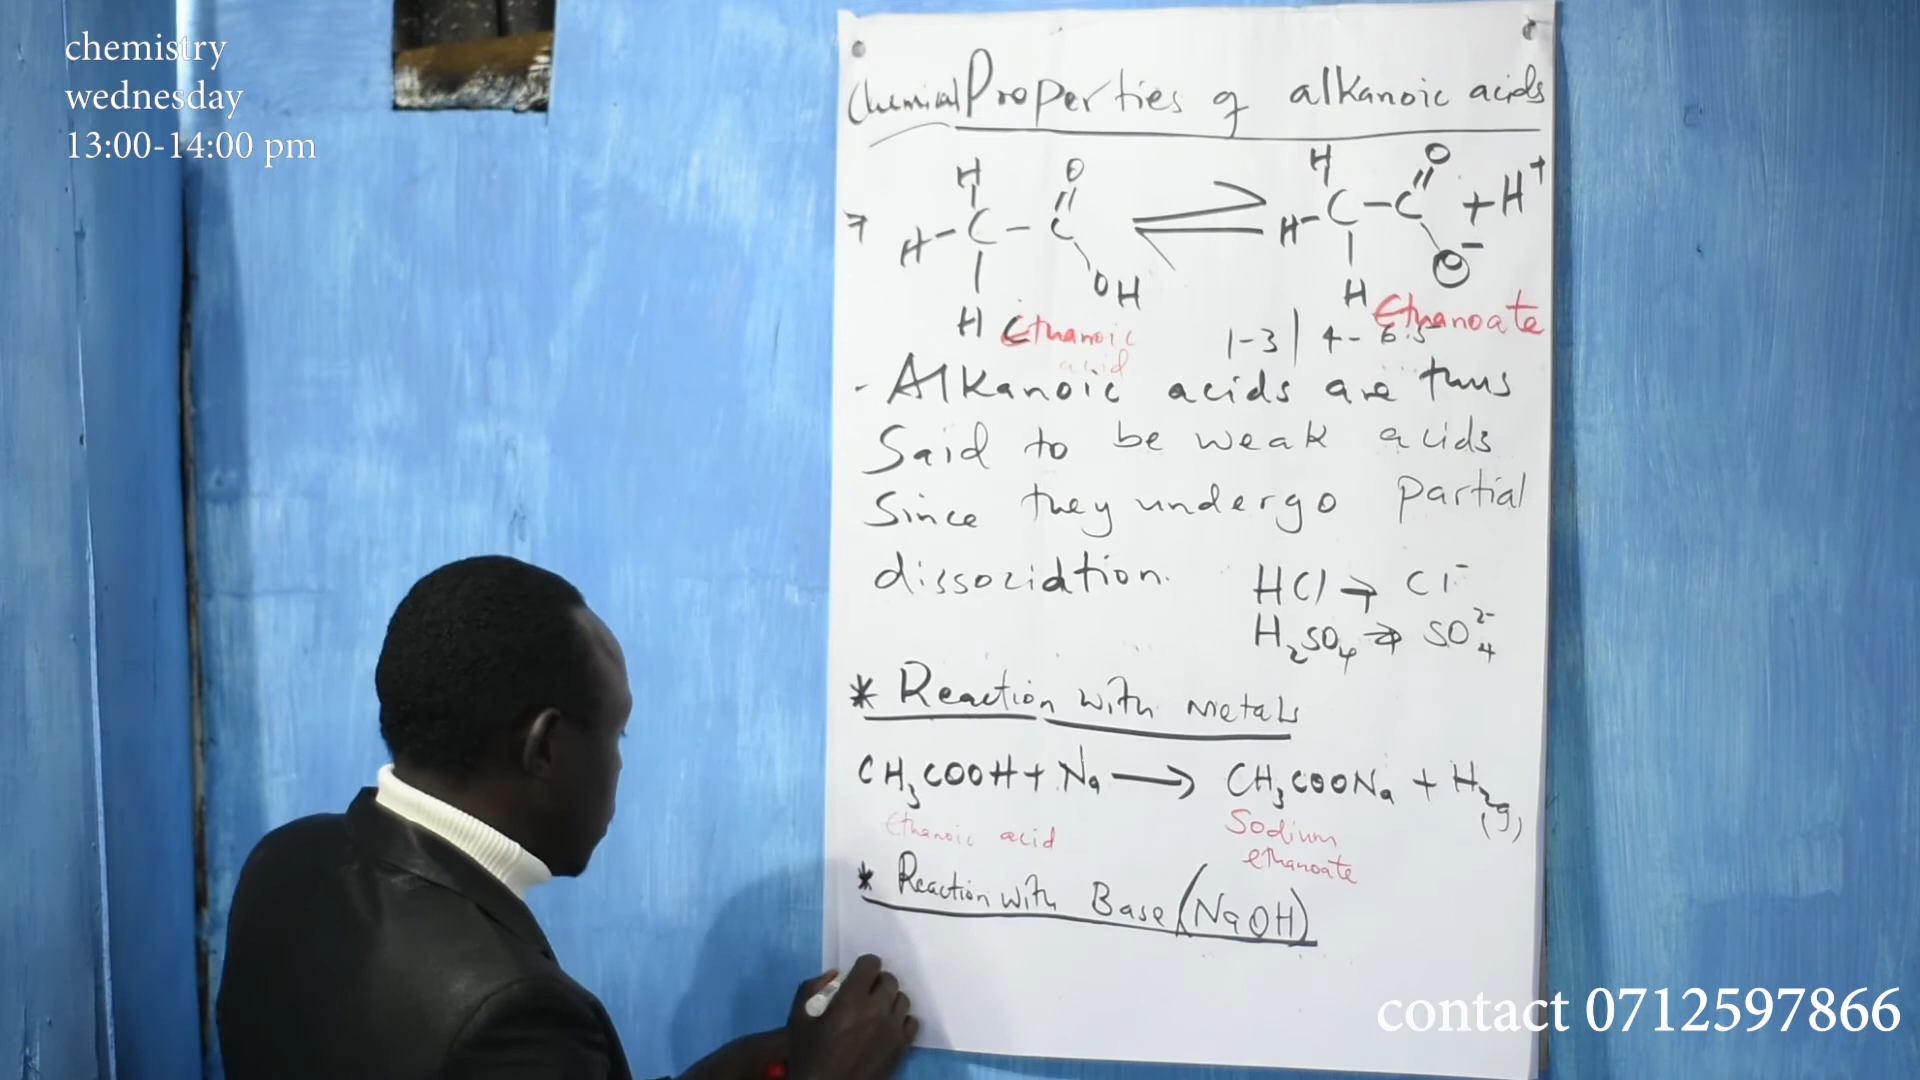 chemistry
wednesday
13:00-14:00 pm
Chemical Properties of alkanoic acids
H O H O
H-C-C ⇌ H-C-C +H⁺
OH O⁻
H H
Ethanoic Ethanoate
acid 1-3| 4-6.5
- Alkanoic acids are thus
Said to be weak acids
Since they undergo partial
dissociation.
HCl → Cl⁻
H₂SO₄ → SO₄²⁻
* Reaction with metals
CH₃COOH + Na → CH₃COONa + H₂(g)
Ethanoic acid Sodium
ethanoate
* Reaction with Base (NaOH)
contact 0712597866